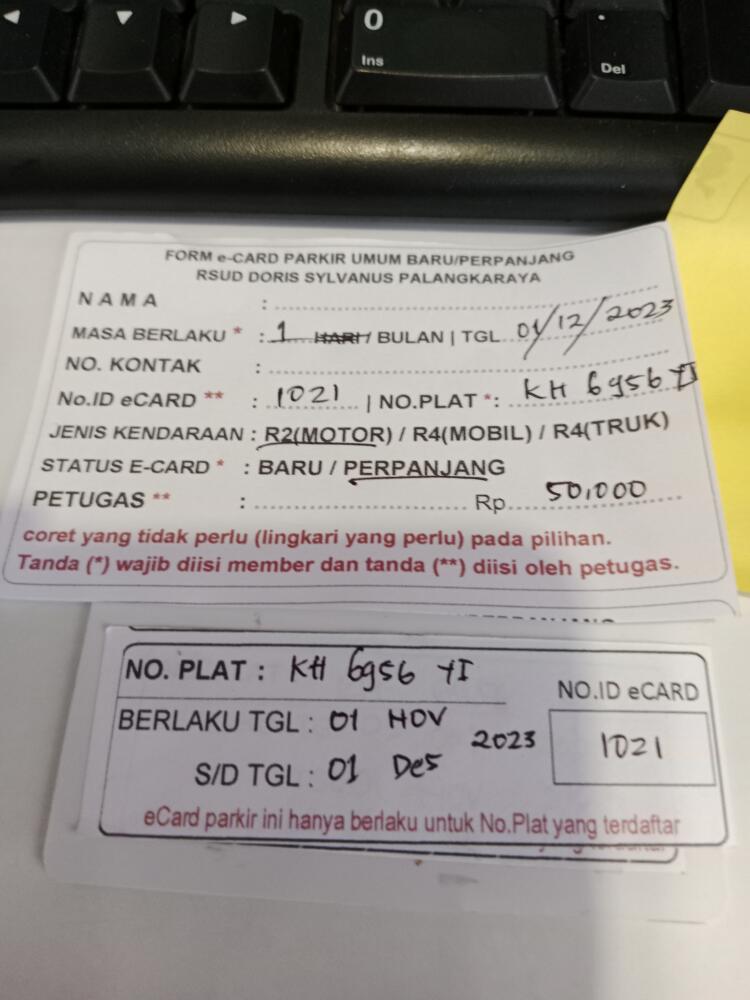 0
Ins
.
Del
FORM e-CARD PARKIR UMUM BARU/PERPANJANG
RSUD DORIS SYLVANUS PALANGKARAYA
NAMA :
MASA BERLAKU * : 1 HARI / BULAN | TGL 01/12/2023
NO. KONTAK :
No.ID eCARD ** : 1021 | NO.PLAT *: KH 6956 YI
JENIS KENDARAAN : R2(MOTOR) / R4(MOBIL) / R4(TRUK)
STATUS E-CARD * : BARU / PERPANJANG
PETUGAS ** : Rp 50,000
coret yang tidak perlu (lingkari yang perlu) pada pilihan.
Tanda (*) wajib diisi member dan tanda (**) diisi oleh petugas.
NO. PLAT : KH 6956 YI
NO.ID eCARD
BERLAKU TGL : 01 NOV 2023
1021
S/D TGL : 01 Des
eCard parkir ini hanya berlaku untuk No.Plat yang terdaftar